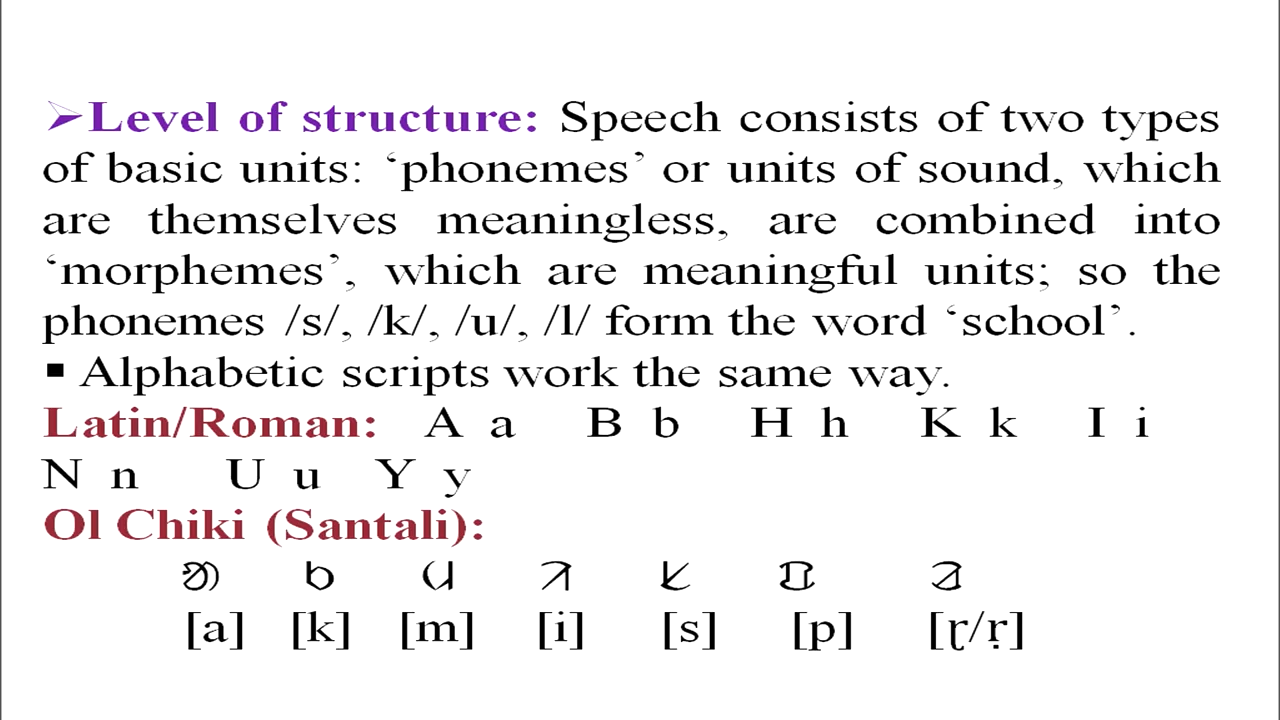 ➢Level of structure: Speech consists of two types
of basic units: ‘phonemes’ or units of sound, which
are themselves meaningless, are combined into
‘morphemes’, which are meaningful units; so the
phonemes /s/, /k/, /u/, /l/ form the word ‘school’.
▪ Alphabetic scripts work the same way.
Latin/Roman: A a B b H h K k I i
N n U u Y y
Ol Chiki (Santali):
ᱟ ᱠ ᱢ ᱤ ᱥ ᱯ ᱲ
[a] [k] [m] [i] [s] [p] [ɽ/ṛ]